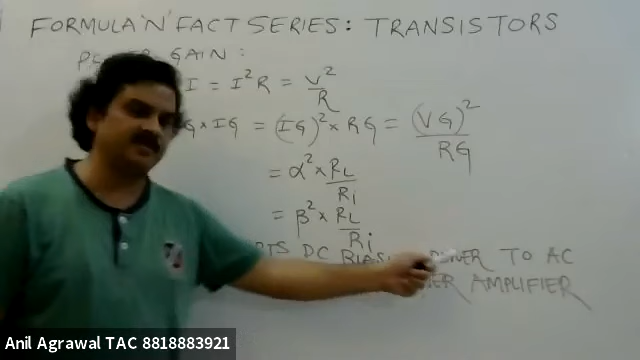 FORMULA 'N' FACT SERIES: TRANSISTORS
GAIN:
I = I²R = V²/R
G × IG = (IG)² × RG = (VG)²/RG
= α² × RL/Ri
= β² × RL/Ri
RTS DC BIAS POWER TO AC
AMPLIFIER
Anil Agrawal TAC 8818883921